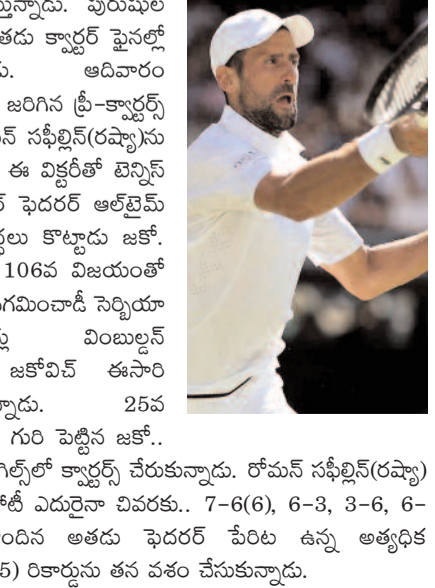 న్నాడు. పురుషుల
తడు క్వార్టర్ ఫైనల్లో
ఆదివారం
జరిగిన ప్రీ-క్వార్టర్స్
సఫీల్లిన్(రష్యా)ను
ఈ విక్టరీతో టెన్నిస్
ఫెదరర్ ఆల్‌టైమ్
లు కొట్టాడు జకో.
106వ విజయంతో
గమించాడీ సెర్బియా
వింబుల్డన్
జకోవిచ్ ఈసారి
న్నాడు. 25వ
గురి పెట్టిన జకో..
గిల్స్‌లో క్వార్టర్స్ చేరుకున్నాడు. రోమన్ సఫీల్లిన్(రష్యా)
పోటీ ఎదురైనా చివరకు.. 7-6(6), 6-3, 3-6, 6-
ందిన అతడు ఫెదరర్ పేరిట ఉన్న అత్యధిక
5) రికార్డును తన వశం చేసుకున్నాడు.